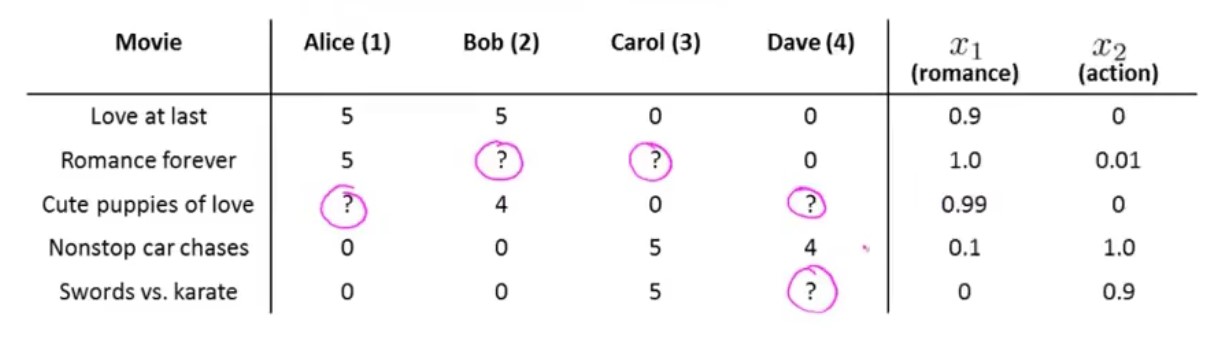 Movie Alice (1) Bob (2) Carol (3) Dave (4) x₁ x₂
(romance) (action)
Love at last 5 5 0 0 0.9 0
Romance forever 5 ? ? 0 1.0 0.01
Cute puppies of love ? 4 0 ? 0.99 0
Nonstop car chases 0 0 5 4 0.1 1.0
Swords vs. karate 0 0 5 ? 0 0.9